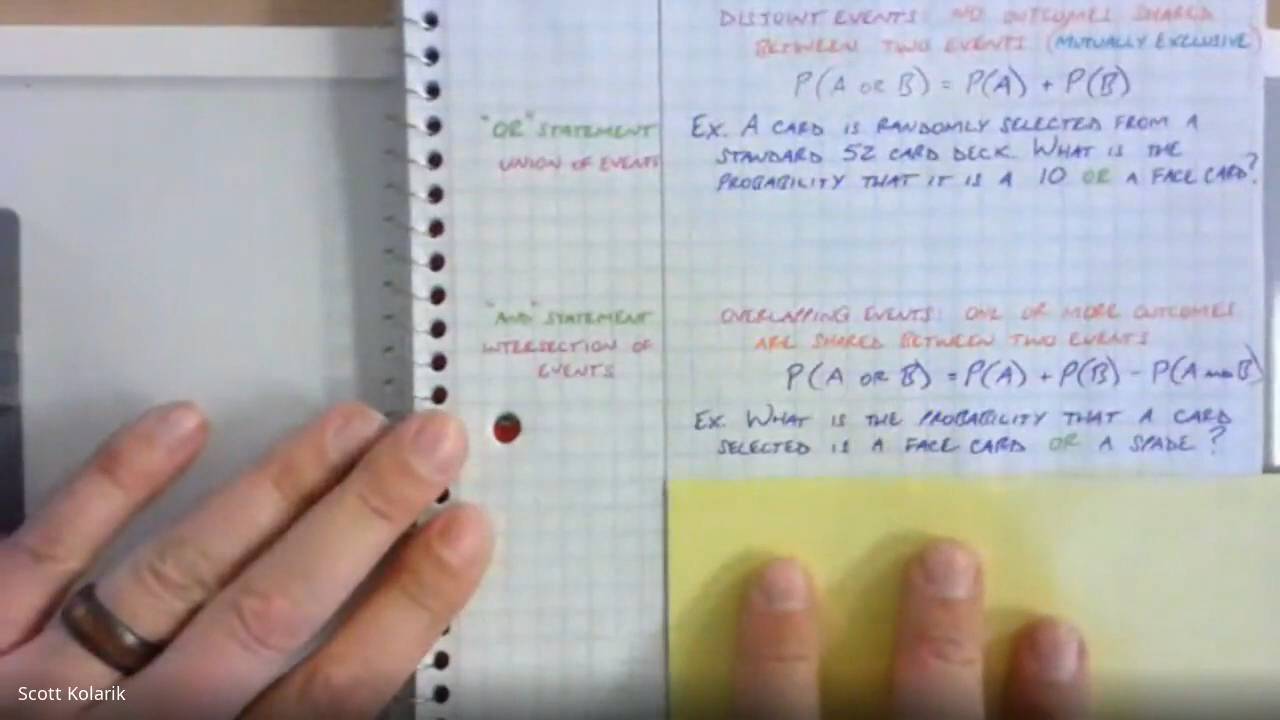 DISJOINT EVENTS: NO OUTCOMES SHARED
BETWEEN TWO EVENTS (MUTUALLY EXCLUSIVE)
P(A OR B) = P(A) + P(B)
"OR" STATEMENT
UNION OF EVENTS
EX. A CARD IS RANDOMLY SELECTED FROM A
STANDARD 52 CARD DECK. WHAT IS THE
PROBABILITY THAT IT IS A 10 OR A FACE CARD?
"AND" STATEMENT
INTERSECTION OF
EVENTS
OVERLAPPING EVENTS: ONE OR MORE OUTCOMES
ARE SHARED BETWEEN TWO EVENTS
P(A OR B) = P(A) + P(B) - P(A AND B)
EX. WHAT IS THE PROBABILITY THAT A CARD
SELECTED IS A FACE CARD OR A SPADE?
Scott Kolarik